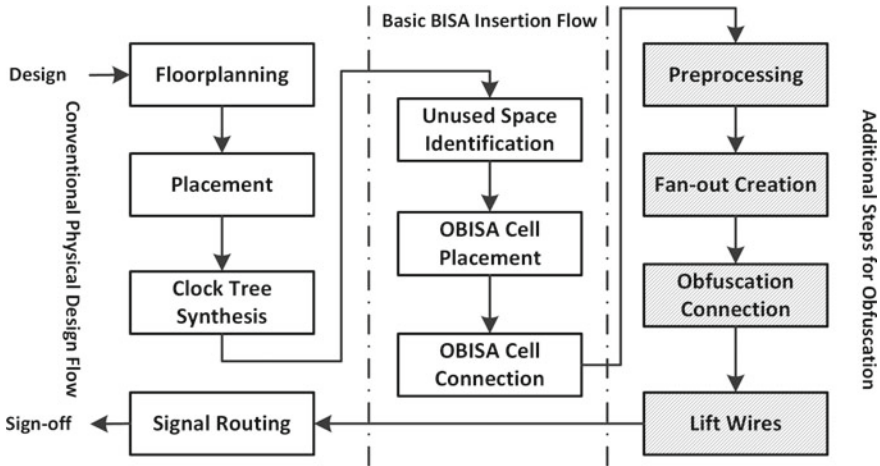 Basic BISA Insertion Flow
Design
Floorplanning
Placement
Clock Tree
Synthesis
Conventional Physical Design Flow
Unused Space
Identification
OBISA Cell
Placement
OBISA Cell
Connection
Preprocessing
Fan-out Creation
Obfuscation
Connection
Lift Wires
Additional Steps for Obfuscation
Signal Routing
Sign-off